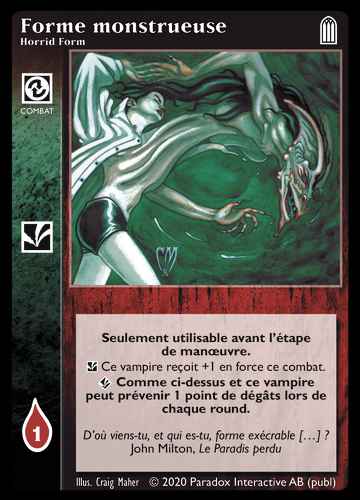 Forme monstrueuse
Horrid Form
COMBAT
CM
Seulement utilisable avant l'étape
de manœuvre.
Ce vampire reçoit +1 en force ce combat.
Comme ci-dessus et ce vampire
peut prévenir 1 point de dégâts lors de
chaque round.
D'où viens-tu, et qui es-tu, forme exécrable […] ?
John Milton, Le Paradis perdu
1
Illus. Craig Maher © 2020 Paradox Interactive AB (publ)